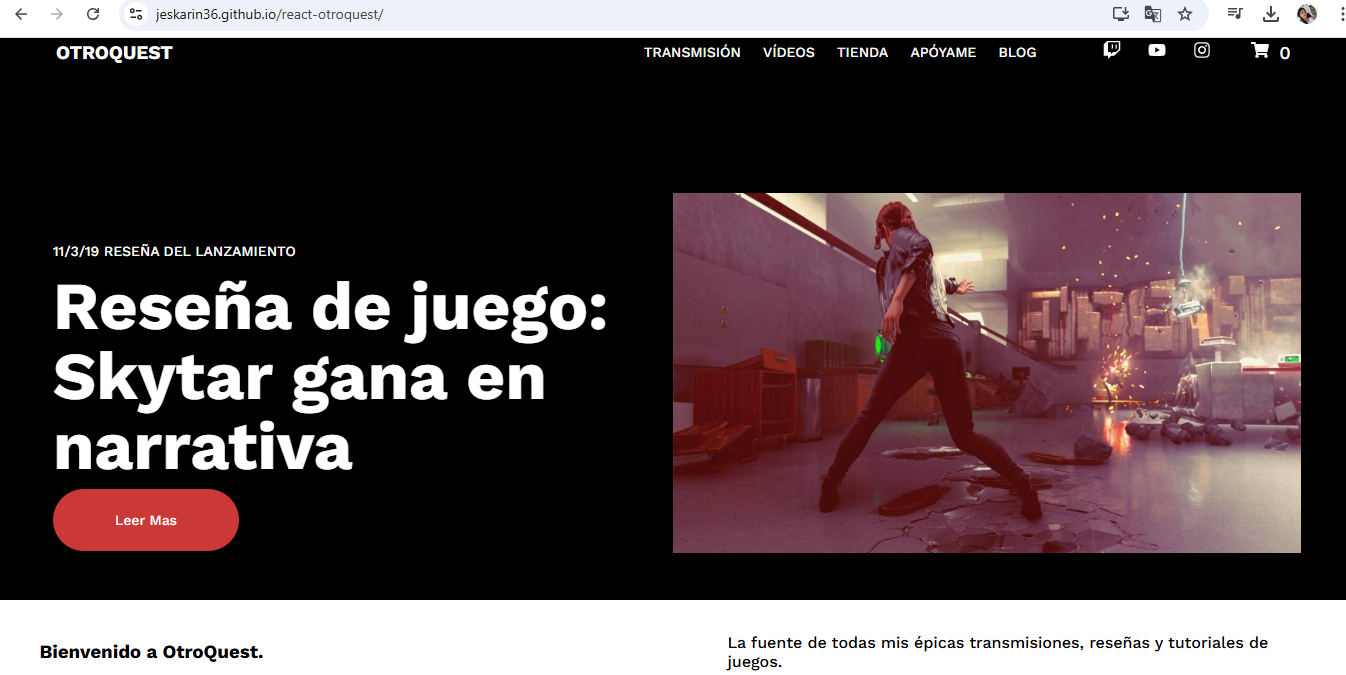 jeskarin36.github.io/react-otroquest/
OTROQUEST
TRANSMISIÓN VÍDEOS TIENDA APÓYAME BLOG 0
11/3/19 RESEÑA DEL LANZAMIENTO
Reseña de juego:
Skytar gana en
narrativa
Leer Mas
Bienvenido a OtroQuest.
La fuente de todas mis épicas transmisiones, reseñas y tutoriales de
juegos.